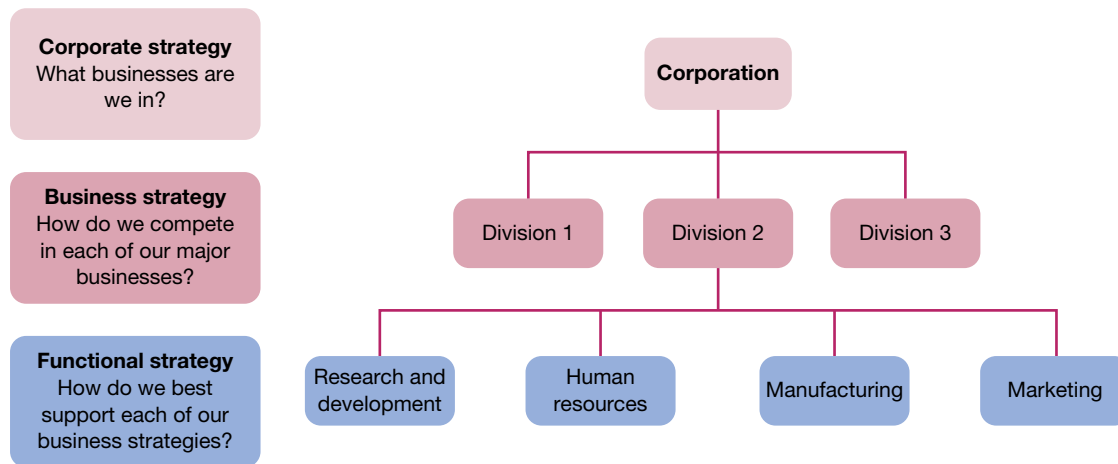 Corporate strategy
What businesses are
we in?
Corporation
Business strategy
How do we compete
in each of our major
businesses?
Division 1
Division 2
Division 3
Functional strategy
How do we best
support each of our
business strategies?
Research and
development
Human
resources
Manufacturing
Marketing